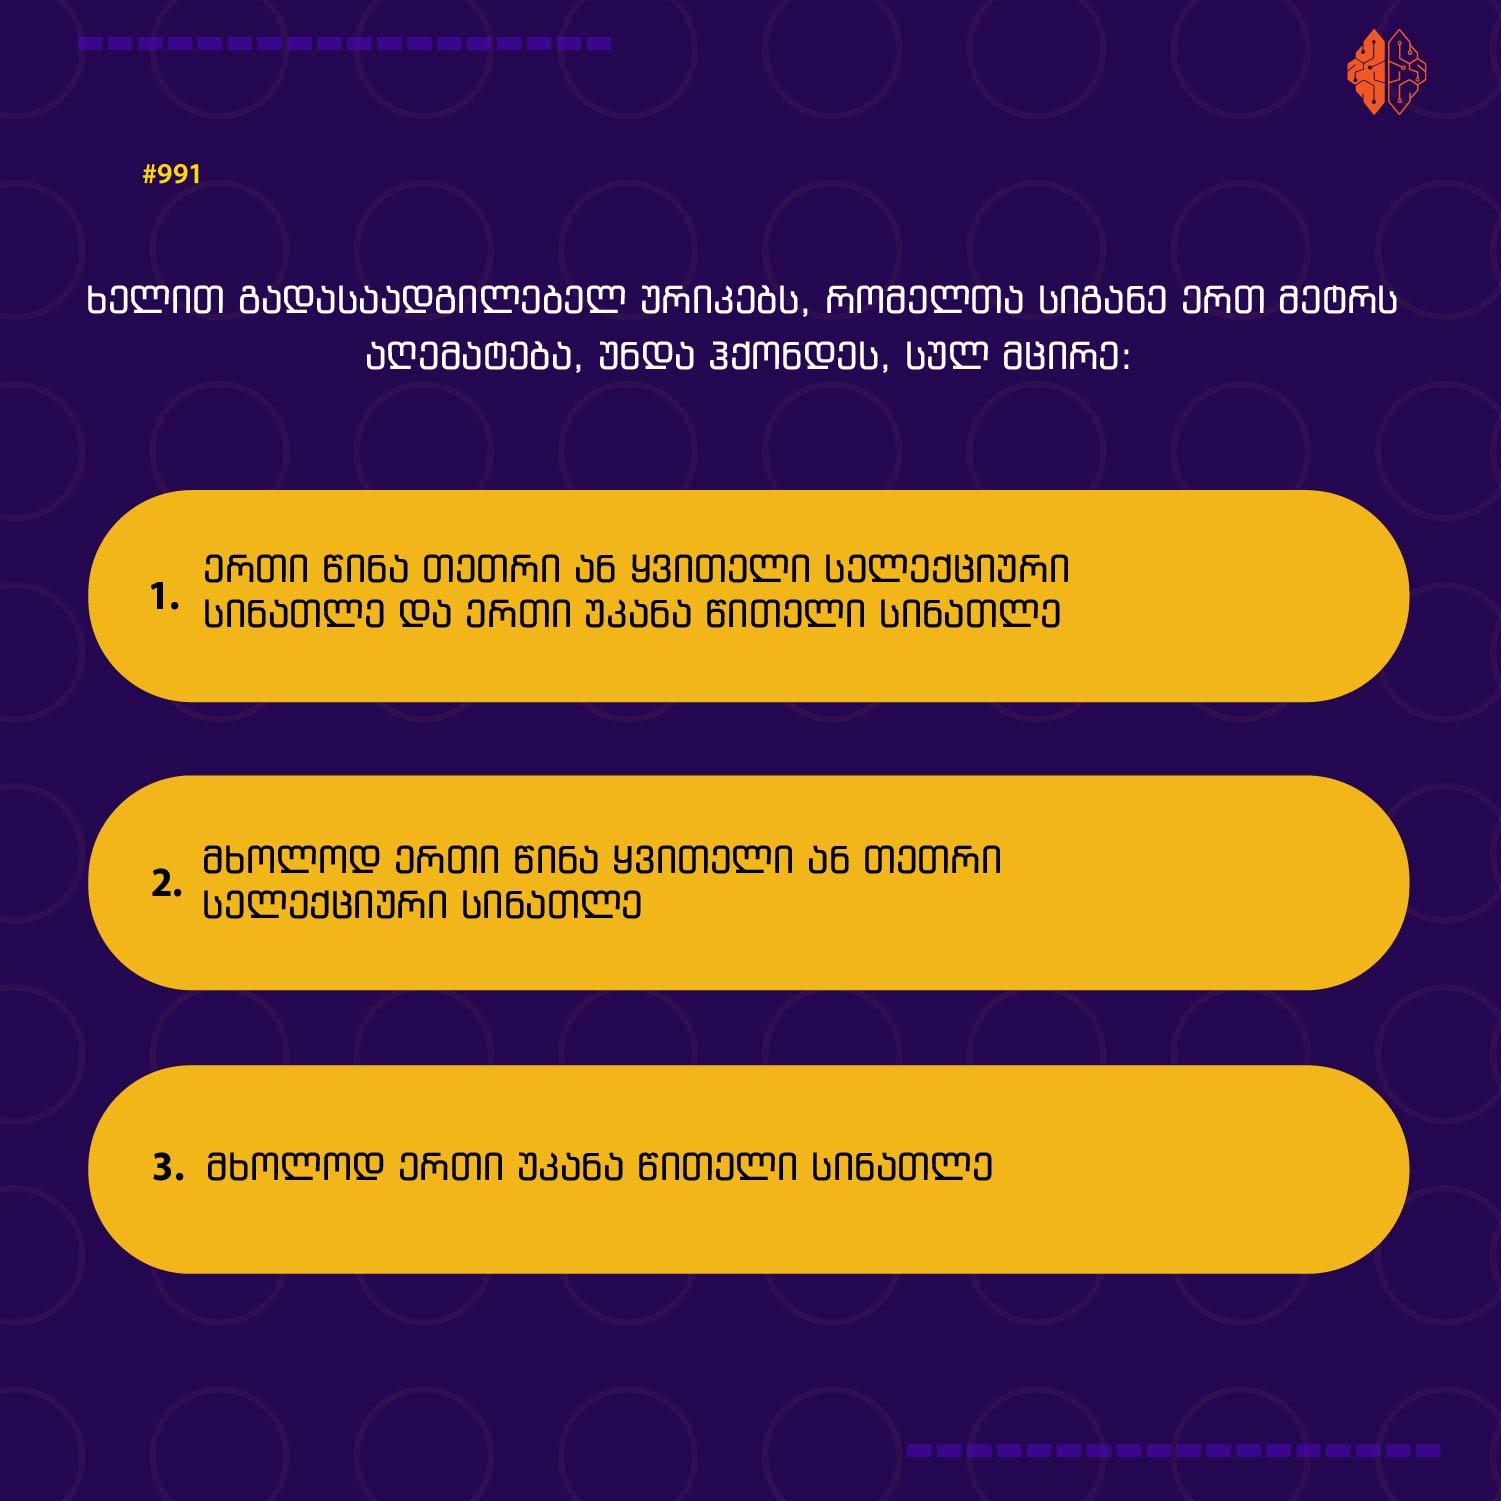 #991
ხელით გადასაადგილებელ ურიკებს, რომელთა სიგანე ერთ მეტრს
აღემატება, უნდა ჰქონდეს, სულ მცირე:
1. ერთი წინა თეთრი ან ყვითელი სელექციური
სინათლე და ერთი უკანა წითელი სინათლე
2. მხოლოდ ერთი წინა ყვითელი ან თეთრი
სელექციური სინათლე
3. მხოლოდ ერთი უკანა წითელი სინათლე